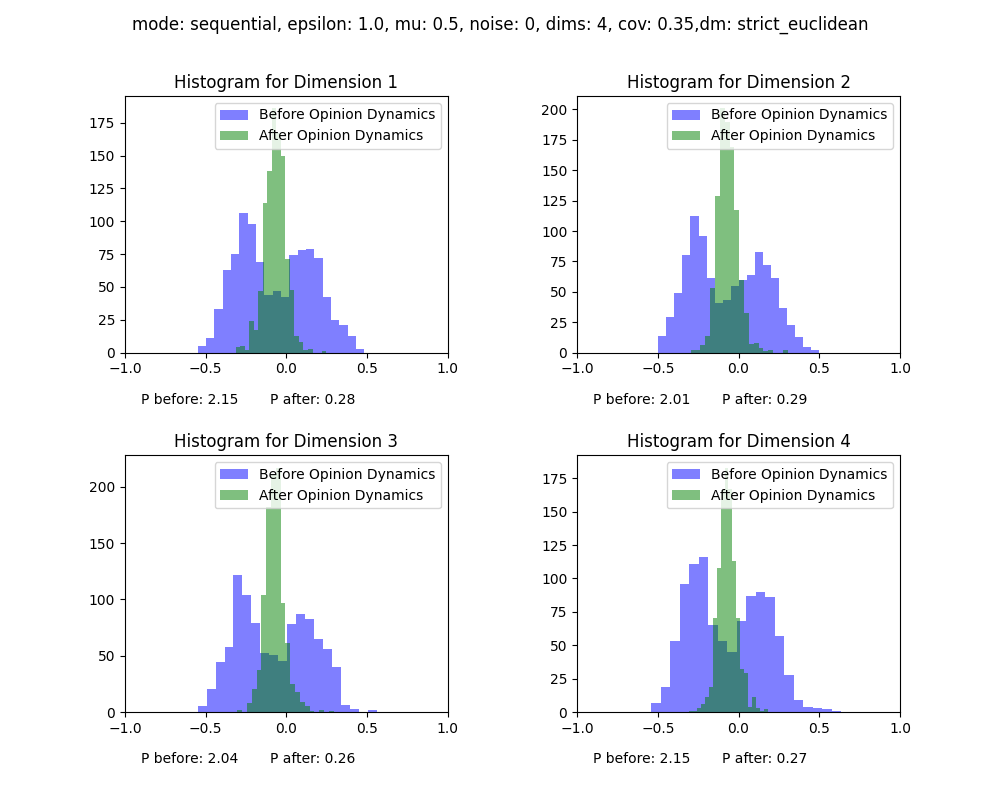 mode: sequential, epsilon: 1.0, mu: 0.5, noise: 0, dims: 4, cov: 0.35,dm: strict_euclidean
Histogram for Dimension 1
Before Opinion Dynamics
After Opinion Dynamics
175
150
125
100
75
50
25
0
−1.0 −0.5 0.0 0.5 1.0
P before: 2.15 P after: 0.28
Histogram for Dimension 2
Before Opinion Dynamics
After Opinion Dynamics
200
175
150
125
100
75
50
25
0
−1.0 −0.5 0.0 0.5 1.0
P before: 2.01 P after: 0.29
Histogram for Dimension 3
Before Opinion Dynamics
After Opinion Dynamics
200
150
100
50
0
−1.0 −0.5 0.0 0.5 1.0
P before: 2.04 P after: 0.26
Histogram for Dimension 4
Before Opinion Dynamics
After Opinion Dynamics
175
150
125
100
75
50
25
0
−1.0 −0.5 0.0 0.5 1.0
P before: 2.15 P after: 0.27